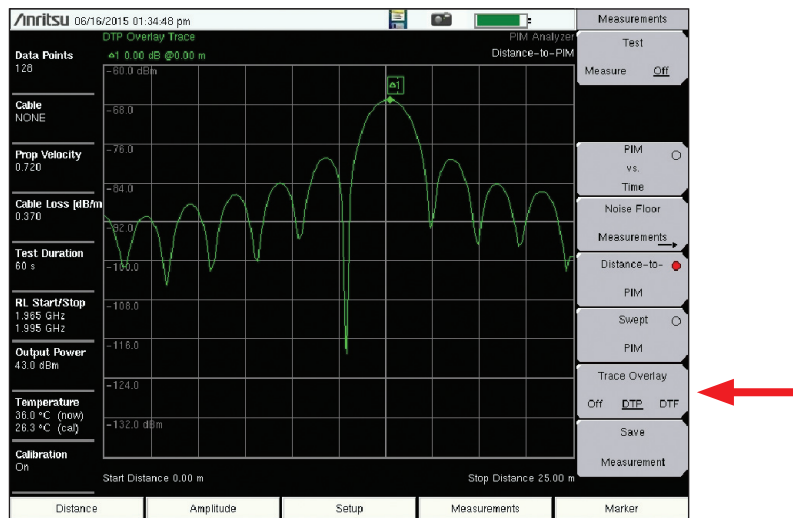 Anritsu 06/16/2015 01:34:48 pm
Measurements
DTP Overlay Trace
PIM Analyzer
Δ1 0.00 dB @0.00 m
Distance-to-PIM
Data Points
128
Cable
NONE
Prop Velocity
0.720
Cable Loss [dB/m
0.370
Test Duration
60 s
RL Start/Stop
1.965 GHz
1.995 GHz
Output Power
43.0 dBm
Temperature
36.0 °C (now)
26.3 °C (cal)
Calibration
On
-60.0 dBm
-68.0
-76.0
-84.0
-92.0
-100.0
-108.0
-116.0
-124.0
-132.0 dBm
Δ1
Start Distance 0.00 m
Stop Distance 25.00 m
Test
Measure Off
PIM
vs.
Time
Noise Floor
Measurements
Distance-to-
PIM
Swept
PIM
Trace Overlay
Off DTP DTF
Save
Measurement
Distance
Amplitude
Setup
Measurements
Marker